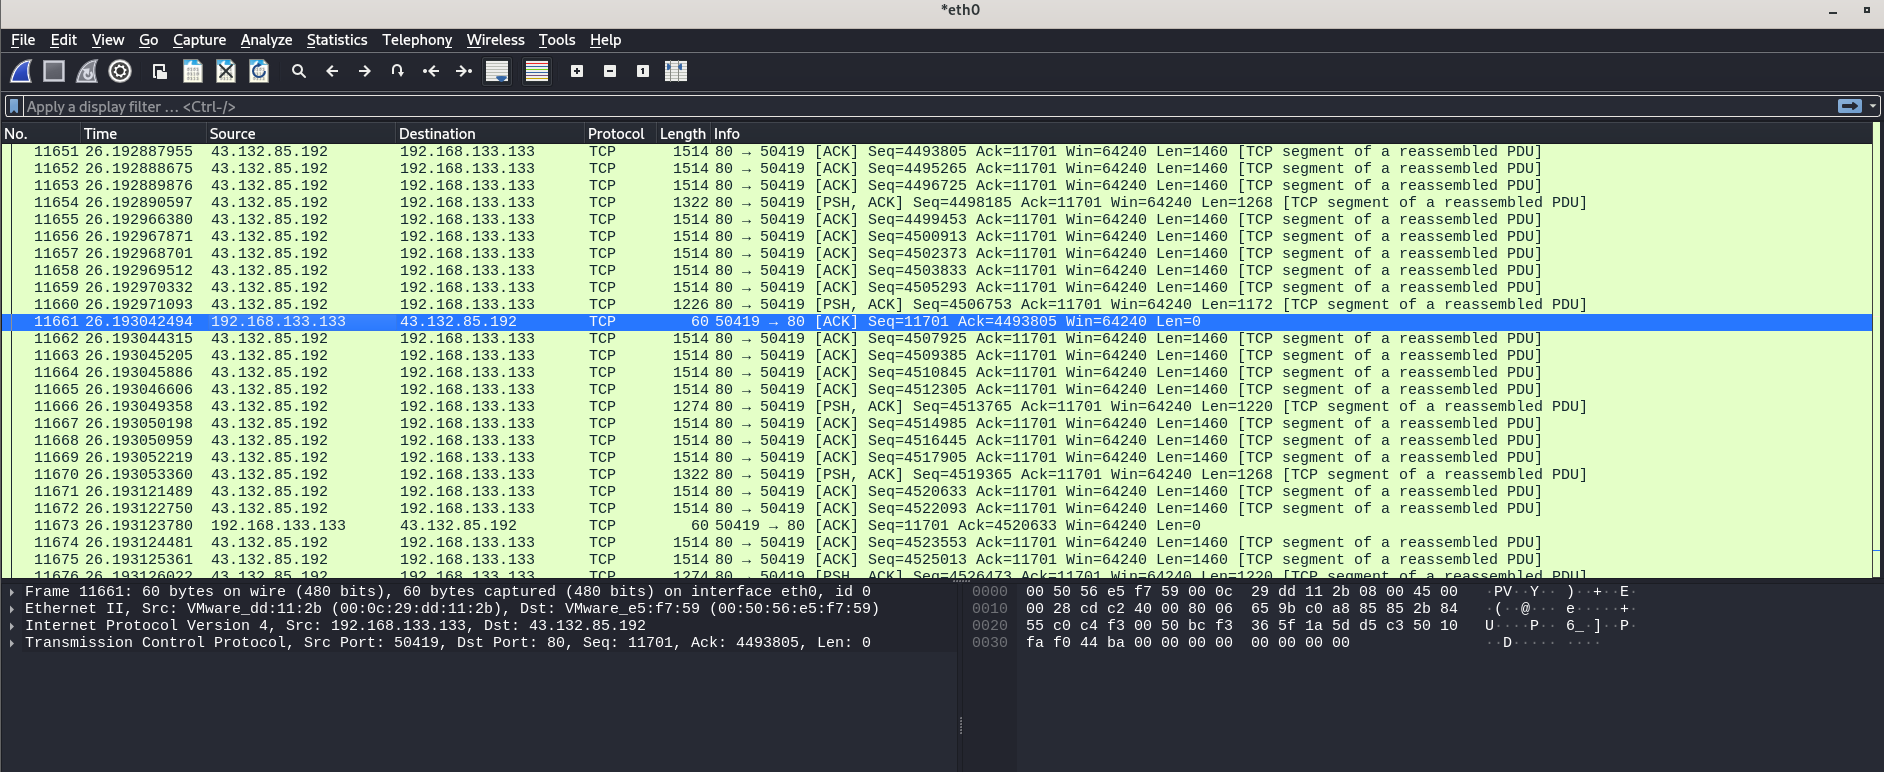 *eth0
File Edit View Go Capture Analyze Statistics Telephony Wireless Tools Help
Apply a display filter … <Ctrl-/>
No. Time Source Destination Protocol Length Info
11651 26.192887955 43.132.85.192 192.168.133.133 TCP 1514 80 → 50419 [ACK] Seq=4493805 Ack=11701 Win=64240 Len=1460 [TCP segment of a reassembled PDU]
11652 26.192888675 43.132.85.192 192.168.133.133 TCP 1514 80 → 50419 [ACK] Seq=4495265 Ack=11701 Win=64240 Len=1460 [TCP segment of a reassembled PDU]
11653 26.192889876 43.132.85.192 192.168.133.133 TCP 1514 80 → 50419 [ACK] Seq=4496725 Ack=11701 Win=64240 Len=1460 [TCP segment of a reassembled PDU]
11654 26.192890597 43.132.85.192 192.168.133.133 TCP 1322 80 → 50419 [PSH, ACK] Seq=4498185 Ack=11701 Win=64240 Len=1268 [TCP segment of a reassembled PDU]
11655 26.192966380 43.132.85.192 192.168.133.133 TCP 1514 80 → 50419 [ACK] Seq=4499453 Ack=11701 Win=64240 Len=1460 [TCP segment of a reassembled PDU]
11656 26.192967871 43.132.85.192 192.168.133.133 TCP 1514 80 → 50419 [ACK] Seq=4500913 Ack=11701 Win=64240 Len=1460 [TCP segment of a reassembled PDU]
11657 26.192968701 43.132.85.192 192.168.133.133 TCP 1514 80 → 50419 [ACK] Seq=4502373 Ack=11701 Win=64240 Len=1460 [TCP segment of a reassembled PDU]
11658 26.192969512 43.132.85.192 192.168.133.133 TCP 1514 80 → 50419 [ACK] Seq=4503833 Ack=11701 Win=64240 Len=1460 [TCP segment of a reassembled PDU]
11659 26.192970332 43.132.85.192 192.168.133.133 TCP 1514 80 → 50419 [ACK] Seq=4505293 Ack=11701 Win=64240 Len=1460 [TCP segment of a reassembled PDU]
11660 26.192971093 43.132.85.192 192.168.133.133 TCP 1226 80 → 50419 [PSH, ACK] Seq=4506753 Ack=11701 Win=64240 Len=1172 [TCP segment of a reassembled PDU]
11661 26.193042494 192.168.133.133 43.132.85.192 TCP 60 50419 → 80 [ACK] Seq=11701 Ack=4493805 Win=64240 Len=0
11662 26.193044315 43.132.85.192 192.168.133.133 TCP 1514 80 → 50419 [ACK] Seq=4507925 Ack=11701 Win=64240 Len=1460 [TCP segment of a reassembled PDU]
11663 26.193045205 43.132.85.192 192.168.133.133 TCP 1514 80 → 50419 [ACK] Seq=4509385 Ack=11701 Win=64240 Len=1460 [TCP segment of a reassembled PDU]
11664 26.193045886 43.132.85.192 192.168.133.133 TCP 1514 80 → 50419 [ACK] Seq=4510845 Ack=11701 Win=64240 Len=1460 [TCP segment of a reassembled PDU]
11665 26.193046606 43.132.85.192 192.168.133.133 TCP 1514 80 → 50419 [ACK] Seq=4512305 Ack=11701 Win=64240 Len=1460 [TCP segment of a reassembled PDU]
11666 26.193049358 43.132.85.192 192.168.133.133 TCP 1274 80 → 50419 [PSH, ACK] Seq=4513765 Ack=11701 Win=64240 Len=1220 [TCP segment of a reassembled PDU]
11667 26.193050198 43.132.85.192 192.168.133.133 TCP 1514 80 → 50419 [ACK] Seq=4514985 Ack=11701 Win=64240 Len=1460 [TCP segment of a reassembled PDU]
11668 26.193050959 43.132.85.192 192.168.133.133 TCP 1514 80 → 50419 [ACK] Seq=4516445 Ack=11701 Win=64240 Len=1460 [TCP segment of a reassembled PDU]
11669 26.193052219 43.132.85.192 192.168.133.133 TCP 1514 80 → 50419 [ACK] Seq=4517905 Ack=11701 Win=64240 Len=1460 [TCP segment of a reassembled PDU]
11670 26.193053360 43.132.85.192 192.168.133.133 TCP 1322 80 → 50419 [PSH, ACK] Seq=4519365 Ack=11701 Win=64240 Len=1268 [TCP segment of a reassembled PDU]
11671 26.193121489 43.132.85.192 192.168.133.133 TCP 1514 80 → 50419 [ACK] Seq=4520633 Ack=11701 Win=64240 Len=1460 [TCP segment of a reassembled PDU]
11672 26.193122750 43.132.85.192 192.168.133.133 TCP 1514 80 → 50419 [ACK] Seq=4522093 Ack=11701 Win=64240 Len=1460 [TCP segment of a reassembled PDU]
11673 26.193123780 192.168.133.133 43.132.85.192 TCP 60 50419 → 80 [ACK] Seq=11701 Ack=4520633 Win=64240 Len=0
11674 26.193124481 43.132.85.192 192.168.133.133 TCP 1514 80 → 50419 [ACK] Seq=4523553 Ack=11701 Win=64240 Len=1460 [TCP segment of a reassembled PDU]
11675 26.193125361 43.132.85.192 192.168.133.133 TCP 1514 80 → 50419 [ACK] Seq=4525013 Ack=11701 Win=64240 Len=1460 [TCP segment of a reassembled PDU]
11676 26.193126022 43.132.85.192 192.168.133.133 TCP 1274 80 → 50419 [PSH, ACK] Seq=4526473 Ack=11701 Win=64240 Len=1220 [TCP segment of a reassembled PDU]
Frame 11661: 60 bytes on wire (480 bits), 60 bytes captured (480 bits) on interface eth0, id 0
Ethernet II, Src: VMware_dd:11:2b (00:0c:29:dd:11:2b), Dst: VMware_e5:f7:59 (00:50:56:e5:f7:59)
Internet Protocol Version 4, Src: 192.168.133.133, Dst: 43.132.85.192
Transmission Control Protocol, Src Port: 50419, Dst Port: 80, Seq: 11701, Ack: 4493805, Len: 0
0000 00 50 56 e5 f7 59 00 0c 29 dd 11 2b 08 00 45 00 ·PV··Y·· )··+··E·
0010 00 28 cd c2 40 00 80 06 65 9b c0 a8 85 85 2b 84 ·(··@··· e·····+·
0020 55 c0 c4 f3 00 50 bc f3 36 5f 1a 5d d5 c3 50 10 U····P·· 6_·]··P·
0030 fa f0 44 ba 00 00 00 00 00 00 00 00 ··D····· ····